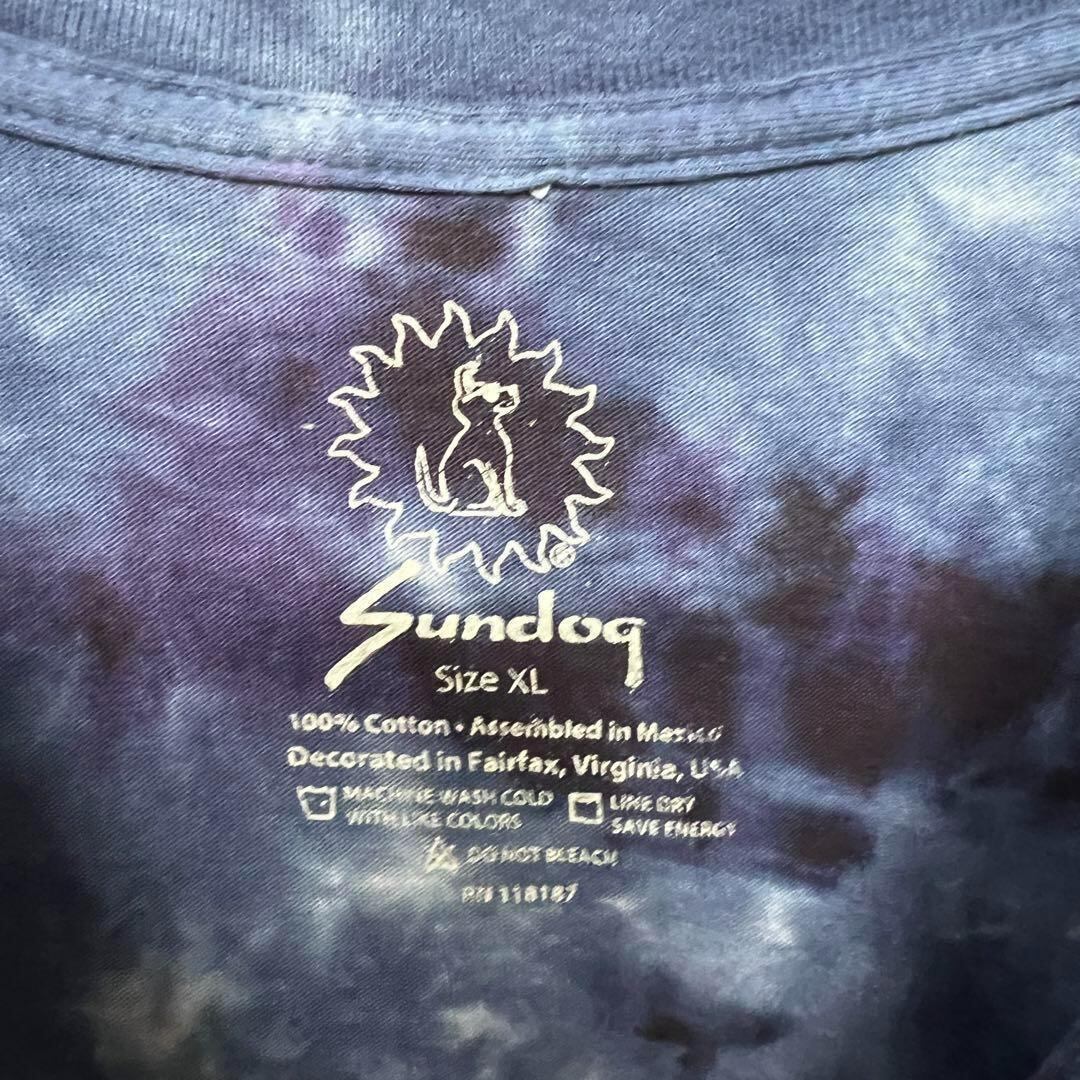 ®
Sundog
Size XL
100% Cotton • Assembled in Mexico
Decorated in Fairfax, Virginia, USA
MACHINE WASH COLD
WITH LIKE COLORS
LINE DRY
SAVE ENERGY
DO NOT BLEACH
RN 118187